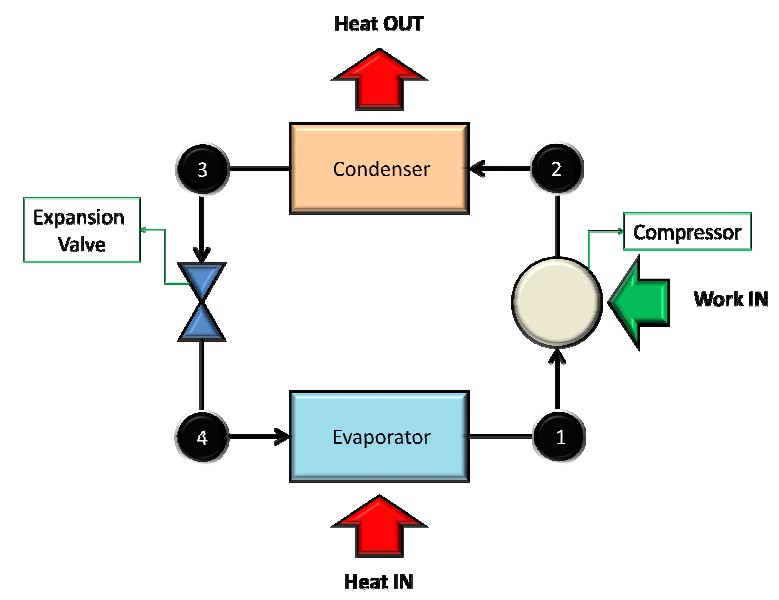 Heat OUT
Condenser
3
2
Expansion
Valve
Compressor
Work IN
4
Evaporator
1
Heat IN